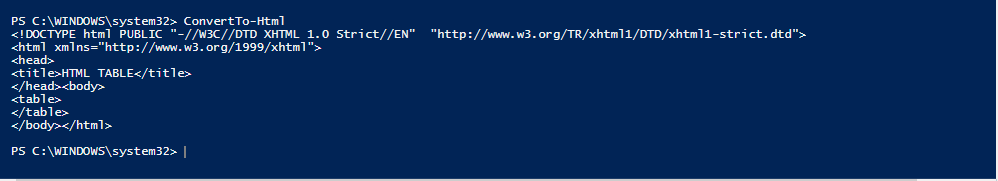 PS C:\WINDOWS\system32> ConvertTo-Html
<!DOCTYPE html PUBLIC "-//W3C//DTD XHTML 1.0 Strict//EN"  "http://www.w3.org/TR/xhtml1/DTD/xhtml1-strict.dtd">
<html xmlns="http://www.w3.org/1999/xhtml">
<head>
<title>HTML TABLE</title>
</head><body>
<table>
</table>
</body></html>
PS C:\WINDOWS\system32>